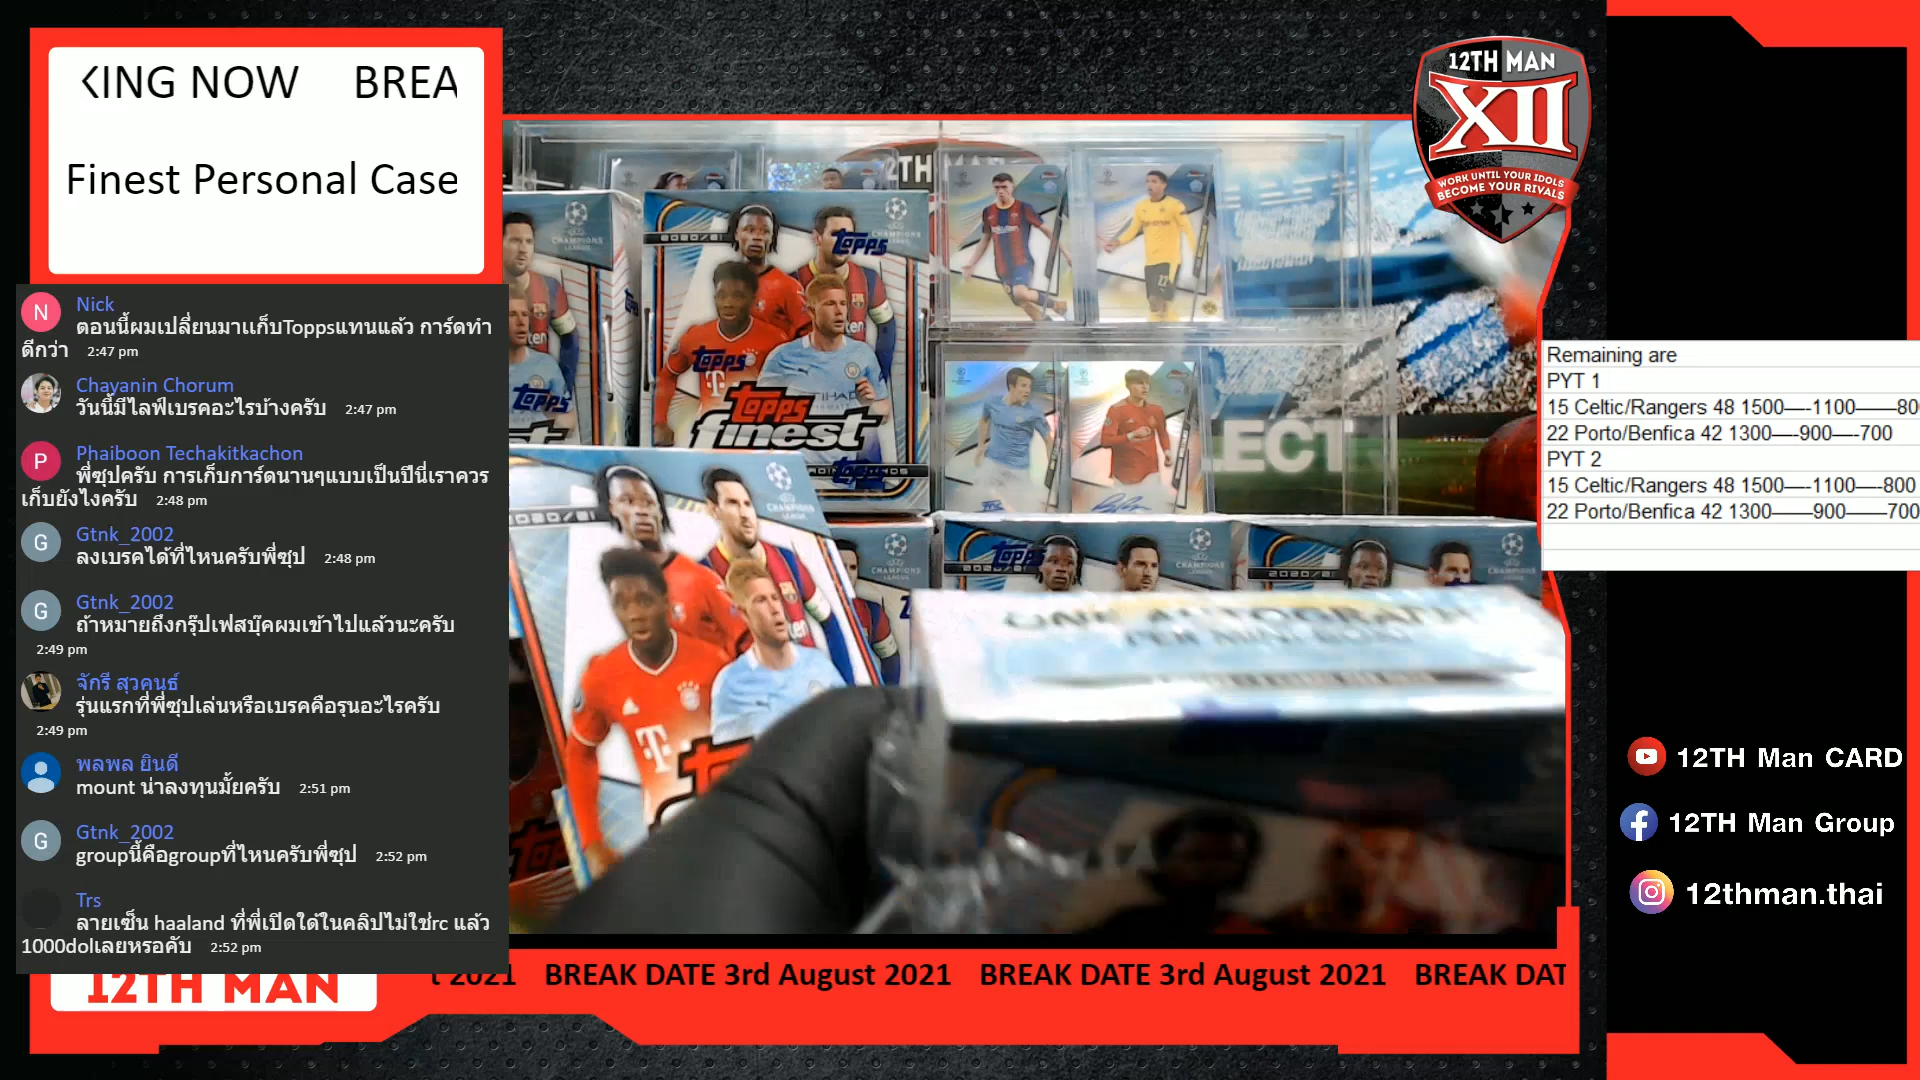 KING NOW BREA
Finest Personal Case
Nick
ตอนนี้ผมเปลี่ยนมาเเก็บToppsแทนแล้ว การ์ดทำ
ดีกว่า 2:47 pm
Chayanin Chorum
วันนี้มีไลฟ์เบรคอะไรบ้างครับ 2:47 pm
P
Phaiboon Techakitkachon
พี่ซุปครับ การเก็บการ์ดนานๆแบบเป็นปีนี่เราควร
เก็บยังไงครับ 2:48 pm
G
Gtnk_2002
ลงเบรคได้ที่ไหนครับพี่ซุป 2:48 pm
G
Gtnk_2002
ถ้าหมายถึงกรุ๊ปเฟสบุ๊คผมเข้าไปแล้วนะครับ
2:49 pm
จักรี สุวคนธ์
รุ่นแรกที่พี่ซุปเล่นหรือเบรคคือรุนอะไรครับ
2:49 pm
พลพล ยินดี
mount น่าลงทุนมั้ยครับ 2:51 pm
G
Gtnk_2002
groupนี้คือgroupที่ไหนครับพี่ซุป 2:52 pm
Trs
ลายเซ็น haaland ที่พี่เปิดใด้ในคลิปไม่ใช่rc แล้ว
1000dolเลยหรอคับ 2:52 pm
12TH MAN
t 2021 BREAK DATE 3rd August 2021 BREAK DATE 3rd August 2021 BREAK DAT
12TH MAN
XII
WORK UNTIL YOUR IDOLS
BECOME YOUR RIVALS
2020/21
CHAMPIONS
LEAGUE
topps
topps
finest
12TH
LECT
ONE AUTOGRAPH
PER MINI-BOX!
Remaining are
PYT 1
15 Celtic/Rangers 48 1500—-1100——80
22 Porto/Benfica 42 1300—-900—-700
PYT 2
15 Celtic/Rangers 48 1500—-1100—-800
22 Porto/Benfica 42 1300——900——700
12TH Man CARD
12TH Man Group
12thman.thai